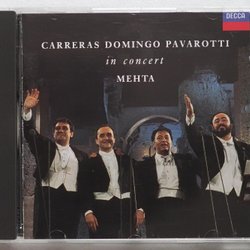 DECCA
CARRERAS DOMINGO PAVAROTTI
in concert
MEHTA